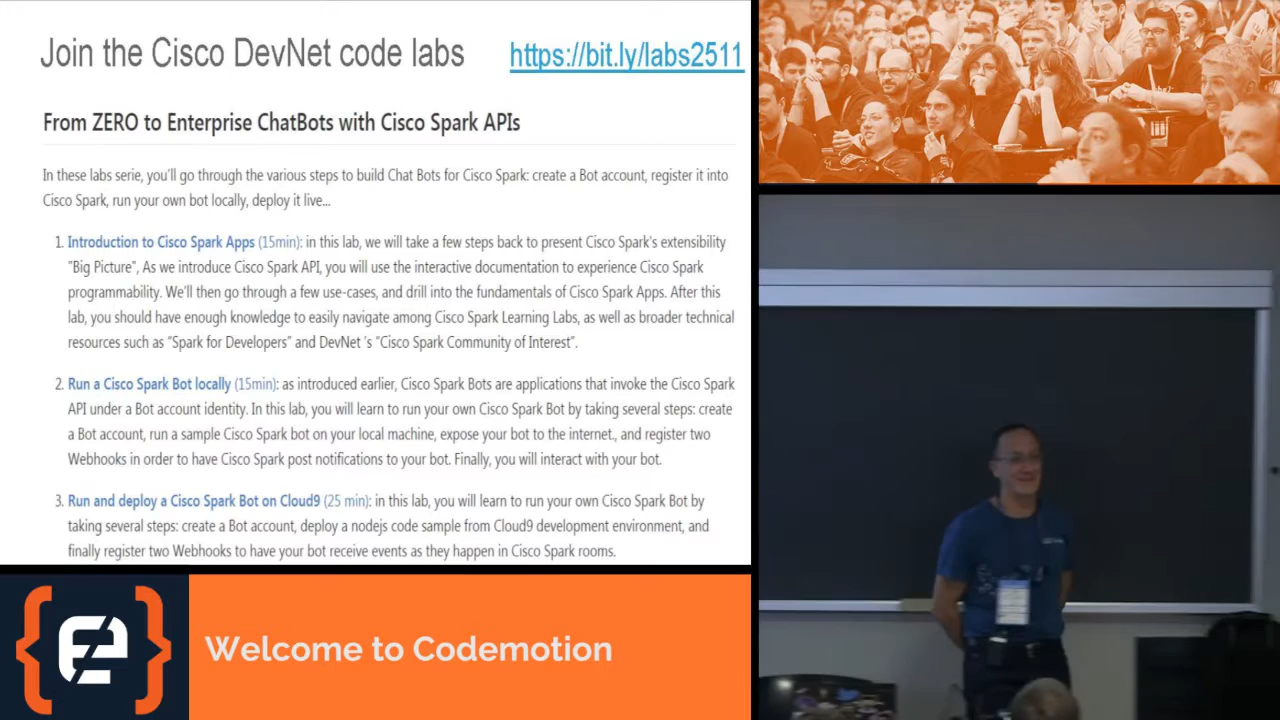 Join the Cisco DevNet code labs https://bit.ly/labs2511
From ZERO to Enterprise ChatBots with Cisco Spark APIs
In these labs serie, you'll go through the various steps to build Chat Bots for Cisco Spark: create a Bot account, register it into
Cisco Spark, run your own bot locally, deploy it live...
1. Introduction to Cisco Spark Apps (15min): in this lab, we will take a few steps back to present Cisco Spark's extensibility
"Big Picture", As we introduce Cisco Spark API, you will use the interactive documentation to experience Cisco Spark
programmability. We'll then go through a few use-cases, and drill into the fundamentals of Cisco Spark Apps. After this
lab, you should have enough knowledge to easily navigate among Cisco Spark Learning Labs, as well as broader technical
resources such as "Spark for Developers" and DevNet 's "Cisco Spark Community of Interest".
2. Run a Cisco Spark Bot locally (15min): as introduced earlier, Cisco Spark Bots are applications that invoke the Cisco Spark
API under a Bot account identity. In this lab, you will learn to run your own Cisco Spark Bot by taking several steps: create
a Bot account, run a sample Cisco Spark bot on your local machine, expose your bot to the internet., and register two
Webhooks in order to have Cisco Spark post notifications to your bot. Finally, you will interact with your bot.
3. Run and deploy a Cisco Spark Bot on Cloud9 (25 min): in this lab, you will learn to run your own Cisco Spark Bot by
taking several steps: create a Bot account, deploy a nodejs code sample from Cloud9 development environment, and
finally register two Webhooks to have your bot receive events as they happen in Cisco Spark rooms.
Welcome to Codemotion